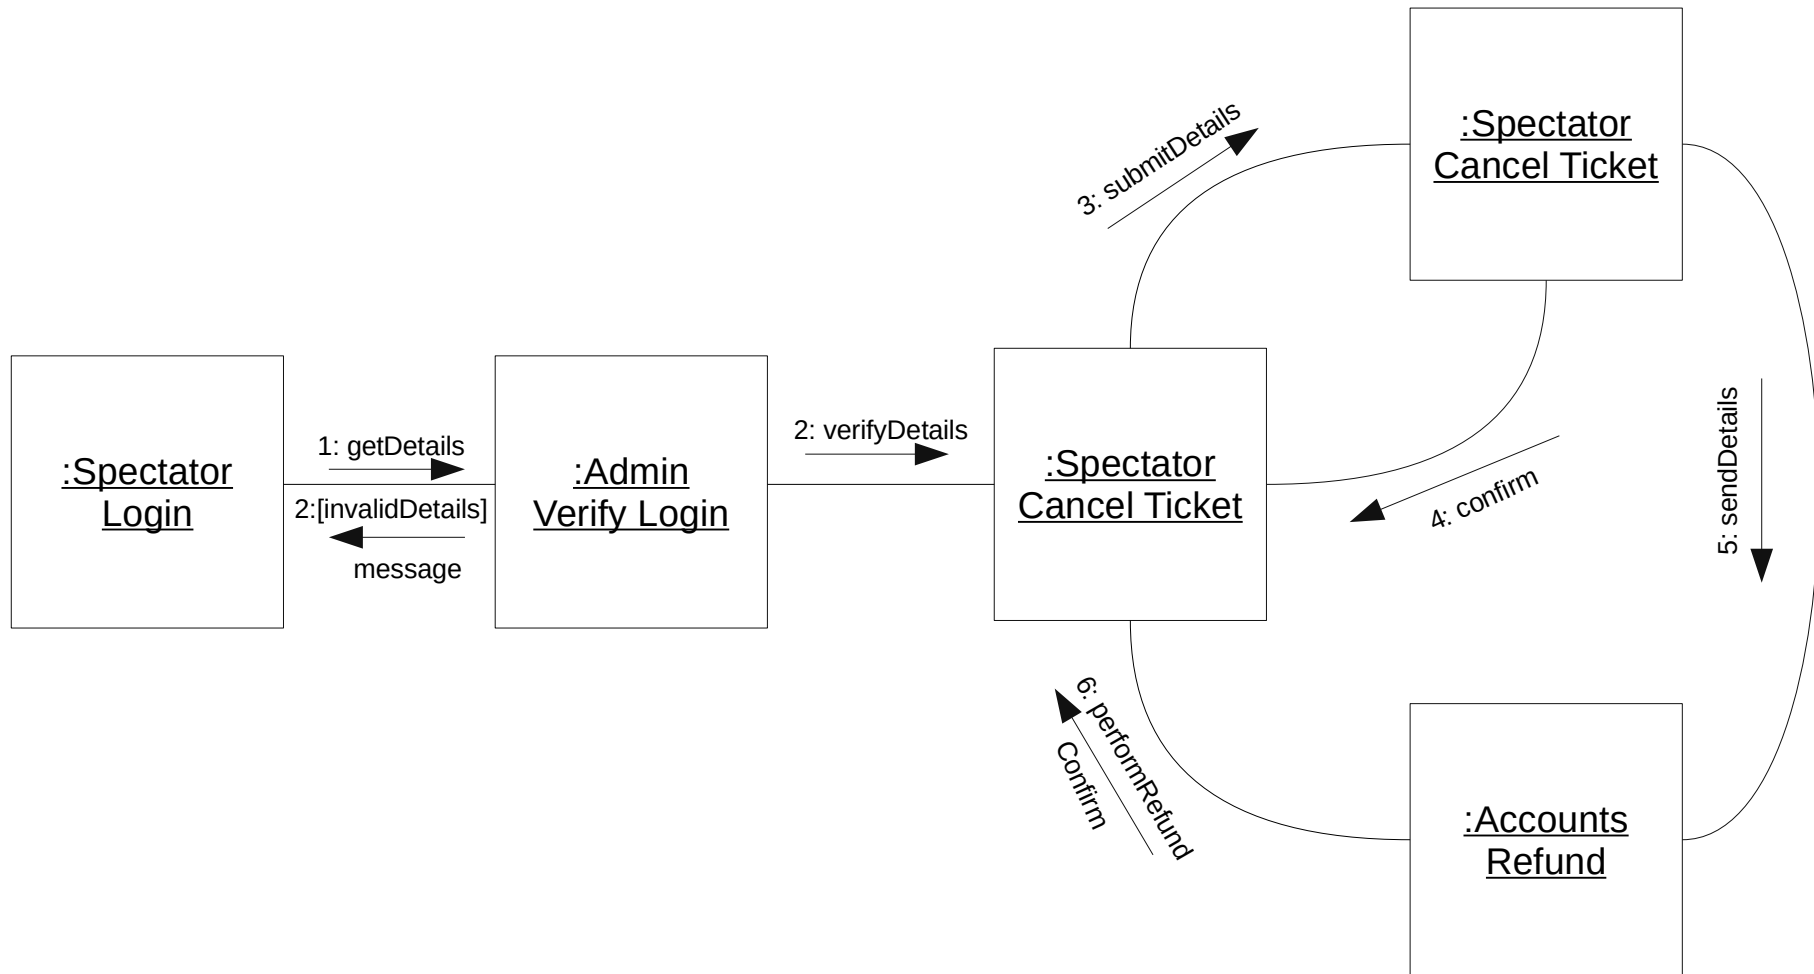 :Spectator
Login
1: getDetails
2:[invalidDetails]
message
:Admin
Verify Login
2: verifyDetails
:Spectator
Cancel Ticket
3: submitDetails
:Spectator
Cancel Ticket
4: confirm
5: sendDetails
6: performRefund
Confirm
:Accounts
Refund